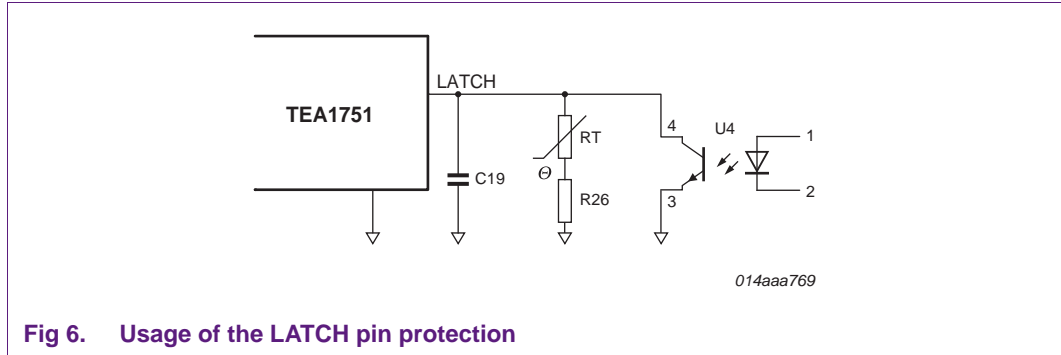 LATCH
TEA1751
4
U4
1
RT
Θ
C19
R26
3
2
014aaa769
Fig 6. Usage of the LATCH pin protection